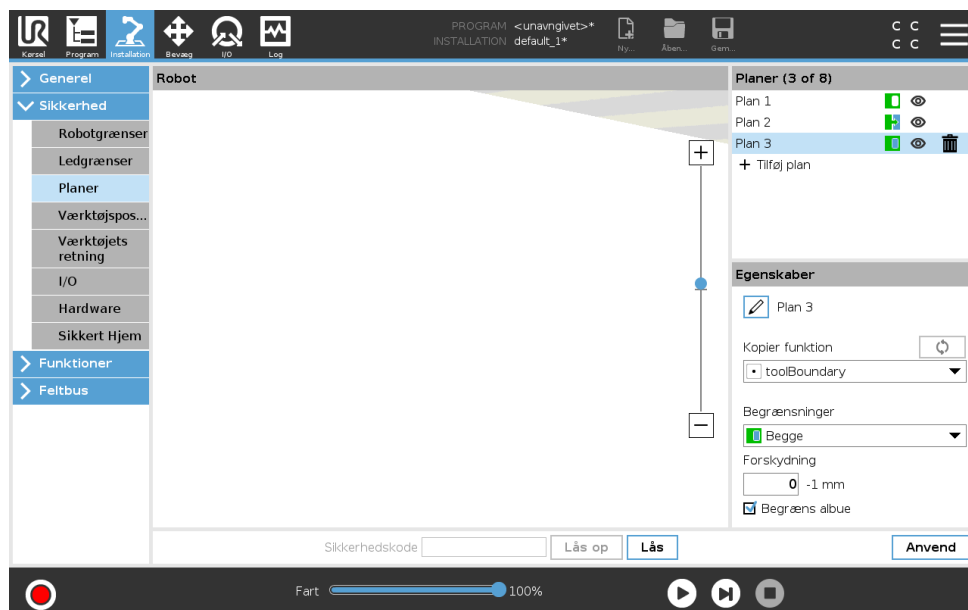 UR
Kørsel
Program
Installation
Bevæg
I/O
Log
PROGRAM <unavngivet>*
INSTALLATION default_1*
Ny...
Åben...
Gem...
C C
C C
Generel
Sikkerhed
Robotgrænser
Ledgrænser
Planer
Værktøjspos...
Værktøjets
retning
I/O
Hardware
Sikkert Hjem
Funktioner
Feltbus
Robot
Planer (3 of 8)
Plan 1
Plan 2
Plan 3
+ Tilføj plan
Egenskaber
Plan 3
Kopier funktion
toolBoundary
Begrænsninger
Begge
Forskydning
0 -1 mm
Begræns albue
Sikkerhedskode
Lås op
Lås
Anvend
Fart
100%